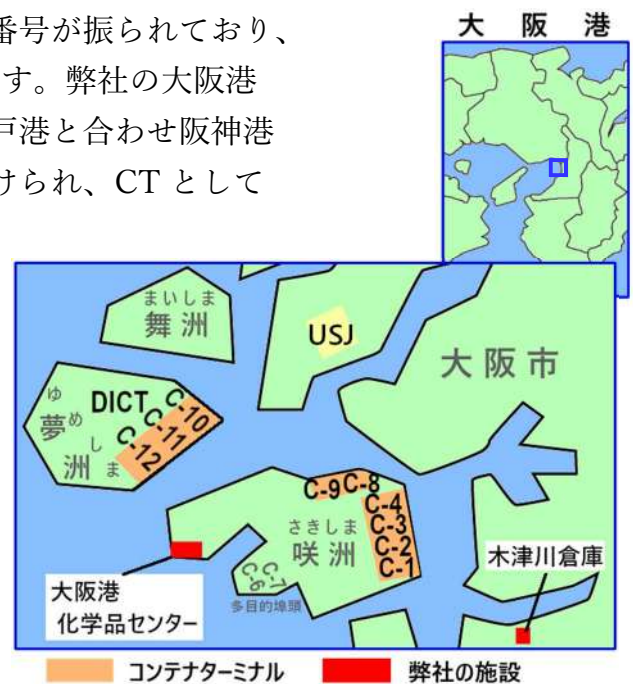 番号が振られており、
す。弊社の大阪港
戸港と合わせ阪神港
けられ、CT として
大 阪 港
まいしま
舞 洲
USJ
大阪市
ゆめしま
夢洲
DICT
C-10
C-11
C-12
C-9
C-8
C-4
C-3
C-2
C-1
さきしま
咲洲
C-7
C-6
多目的埠頭
木津川倉庫
大阪港
化学品センター
コンテナターミナル
弊社の施設